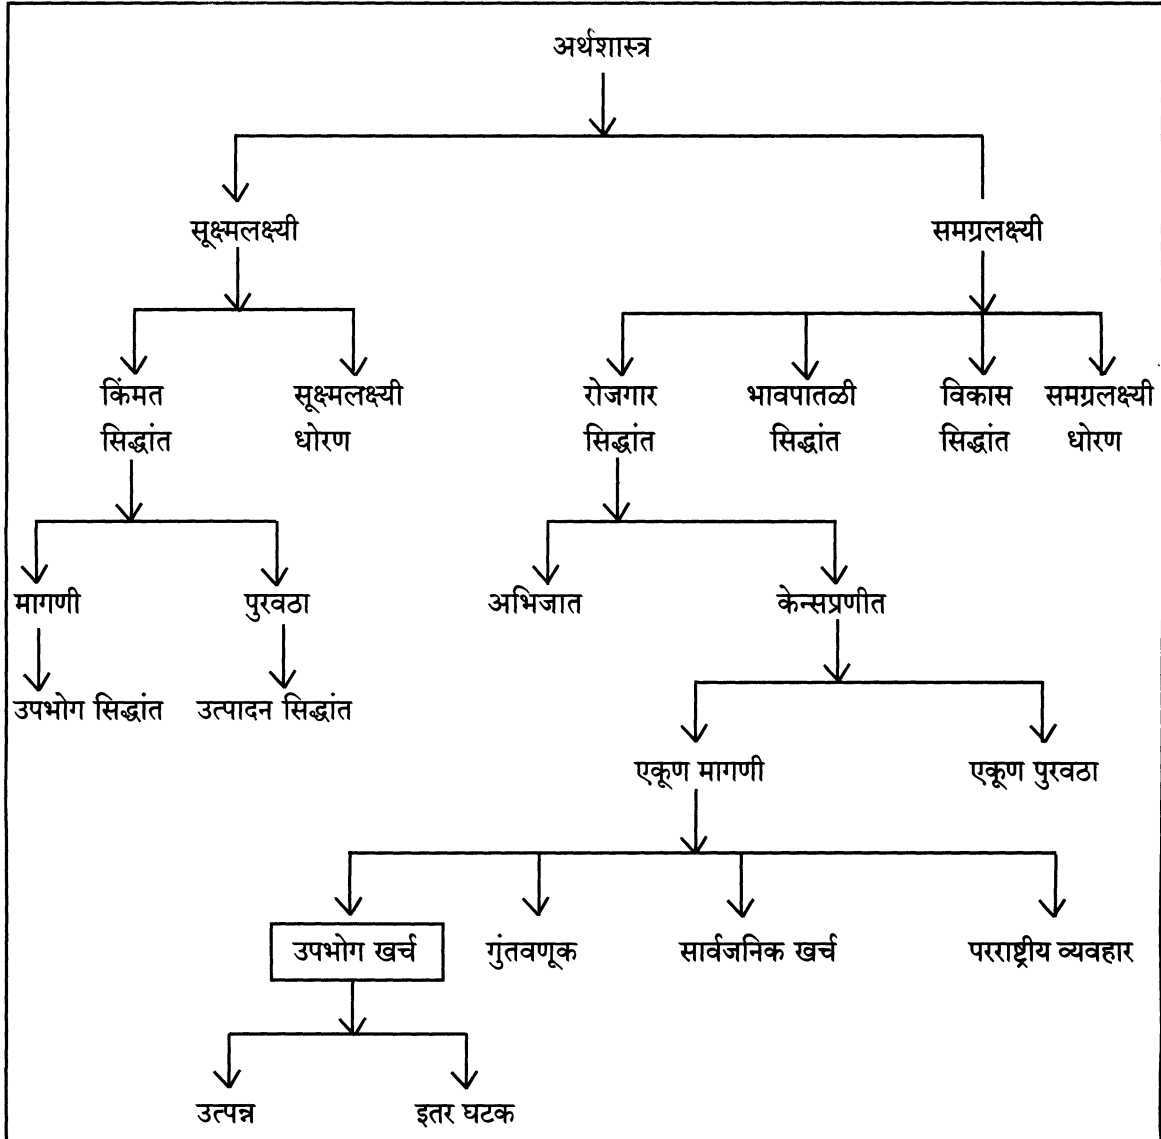 अर्थशास्त्र
सूक्ष्मलक्ष्यी
समग्रलक्ष्यी
किंमत
सिद्धांत
सूक्ष्मलक्ष्यी
धोरण
रोजगार
सिद्धांत
भावपातळी
सिद्धांत
विकास
सिद्धांत
समग्रलक्ष्यी
धोरण
मागणी
पुरवठा
अभिजात
केन्सप्रणीत
उपभोग सिद्धांत
उत्पादन सिद्धांत
एकूण मागणी
एकूण पुरवठा
उपभोग खर्च
गुंतवणूक
सार्वजनिक खर्च
परराष्ट्रीय व्यवहार
उत्पन्न
इतर घटक